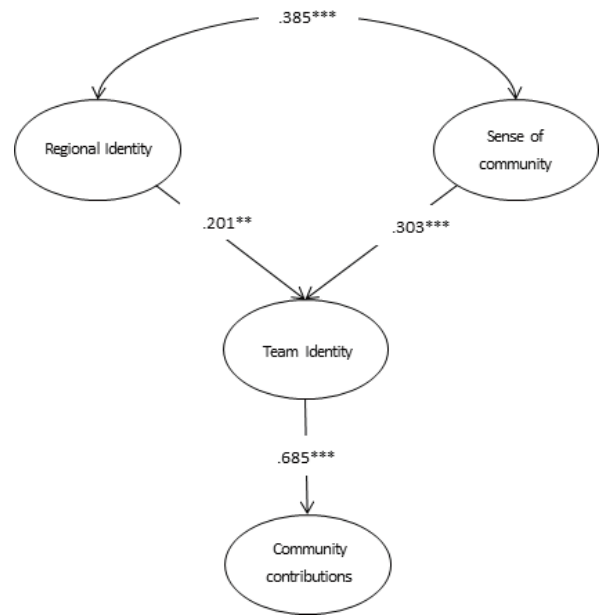 .385***
Regional Identity
Sense of
community
.201**
.303***
Team Identity
.685***
Community
contributions